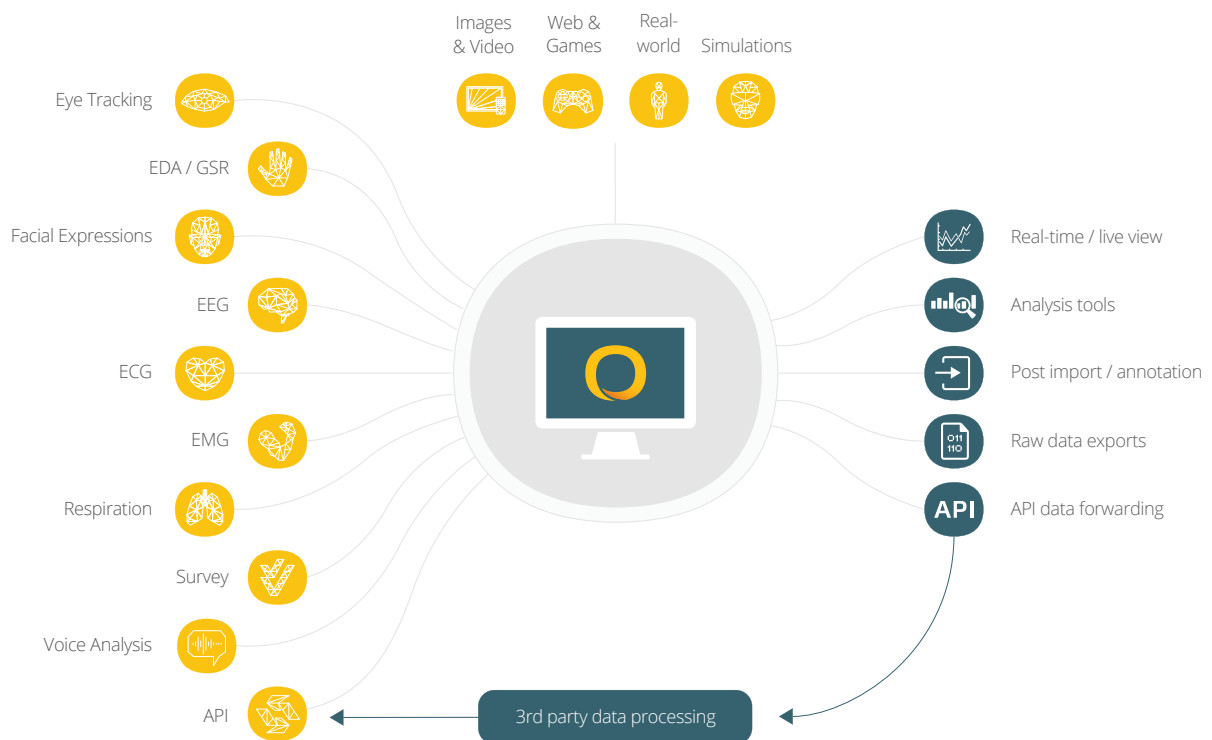 Images
& Video
Web &
Games
Real-
world
Simulations
Eye Tracking
EDA / GSR
Facial Expressions
EEG
ECG
EMG
Respiration
Survey
Voice Analysis
API
Real-time / live view
Analysis tools
Post import / annotation
011
110
Raw data exports
API
API data forwarding
3rd party data processing